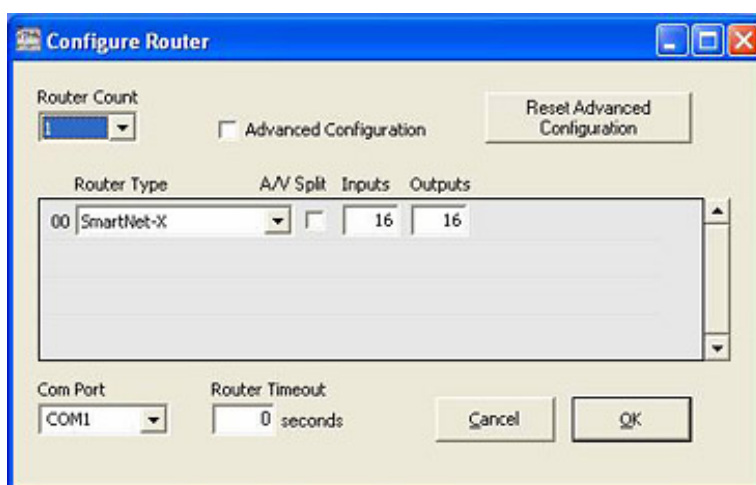 Configure Router
Router Count
1
Advanced Configuration
Reset Advanced
Configuration
Router Type A/V Split Inputs Outputs
00 SmartNet-X 16 16
Com Port
COM1
Router Timeout
0 seconds
Cancel
OK